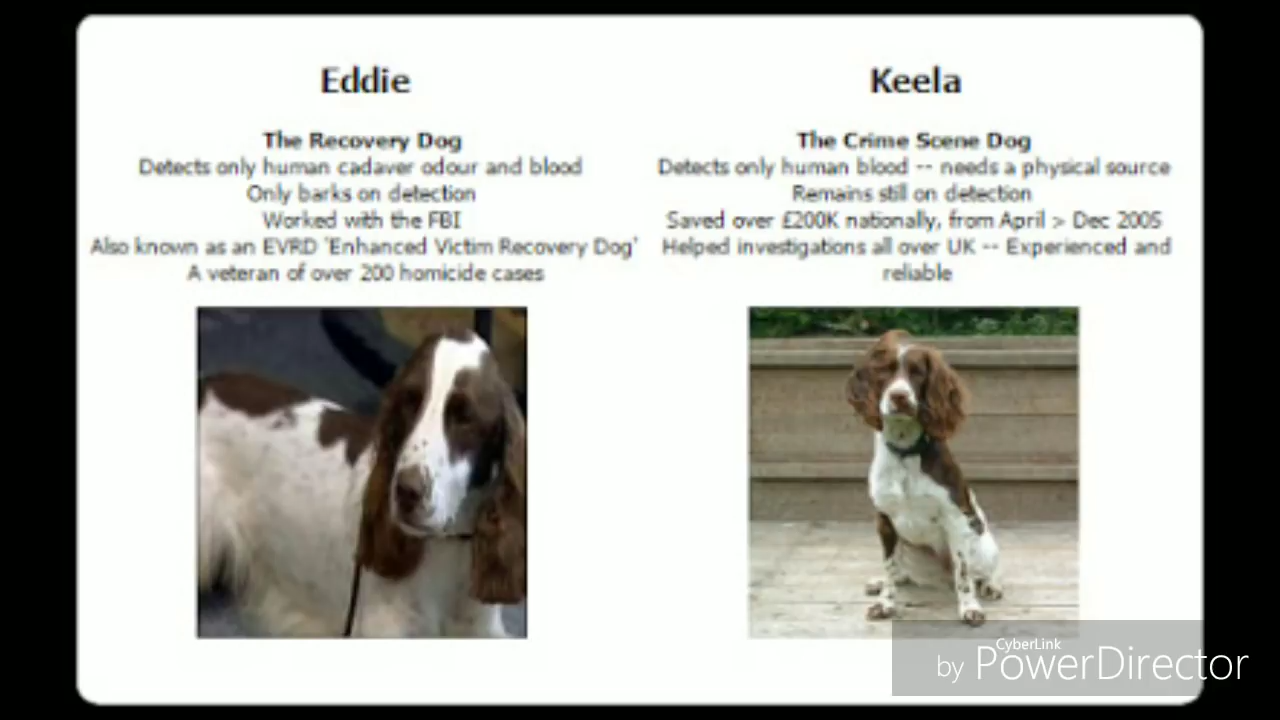 Eddie
The Recovery Dog
Detects only human cadaver odour and blood
Only barks on detection
Worked with the FBI
Also known as an EVRD 'Enhanced Victim Recovery Dog'
A veteran of over 200 homicide cases
Keela
The Crime Scene Dog
Detects only human blood -- needs a physical source
Remains still on detection
Saved over £200K nationally, from April > Dec 2005
Helped investigations all over UK -- Experienced and
reliable
CyberLink
by PowerDirector